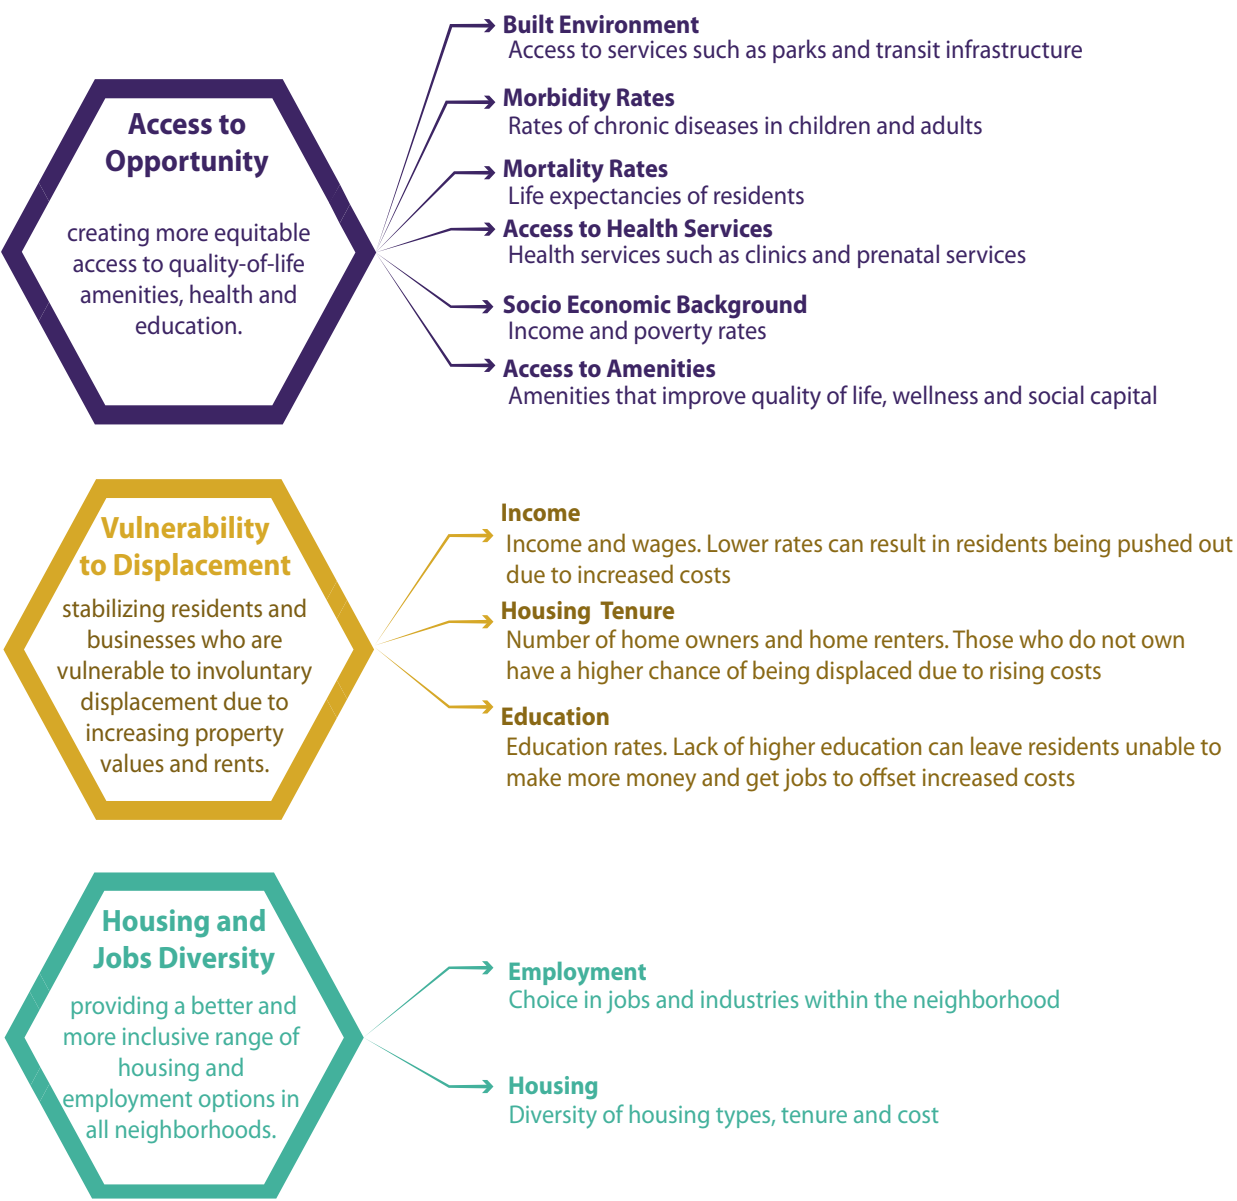 Access to
Opportunity
creating more equitable
access to quality-of-life
amenities, health and
education.
Built Environment
Access to services such as parks and transit infrastructure
Morbidity Rates
Rates of chronic diseases in children and adults
Mortality Rates
Life expectancies of residents
Access to Health Services
Health services such as clinics and prenatal services
Socio Economic Background
Income and poverty rates
Access to Amenities
Amenities that improve quality of life, wellness and social capital
Vulnerability
to Displacement
stabilizing residents and
businesses who are
vulnerable to involuntary
displacement due to
increasing property
values and rents.
Income
Income and wages. Lower rates can result in residents being pushed out
due to increased costs
Housing Tenure
Number of home owners and home renters. Those who do not own
have a higher chance of being displaced due to rising costs
Education
Education rates. Lack of higher education can leave residents unable to
make more money and get jobs to offset increased costs
Housing and
Jobs Diversity
providing a better and
more inclusive range of
housing and
employment options in
all neighborhoods.
Employment
Choice in jobs and industries within the neighborhood
Housing
Diversity of housing types, tenure and cost